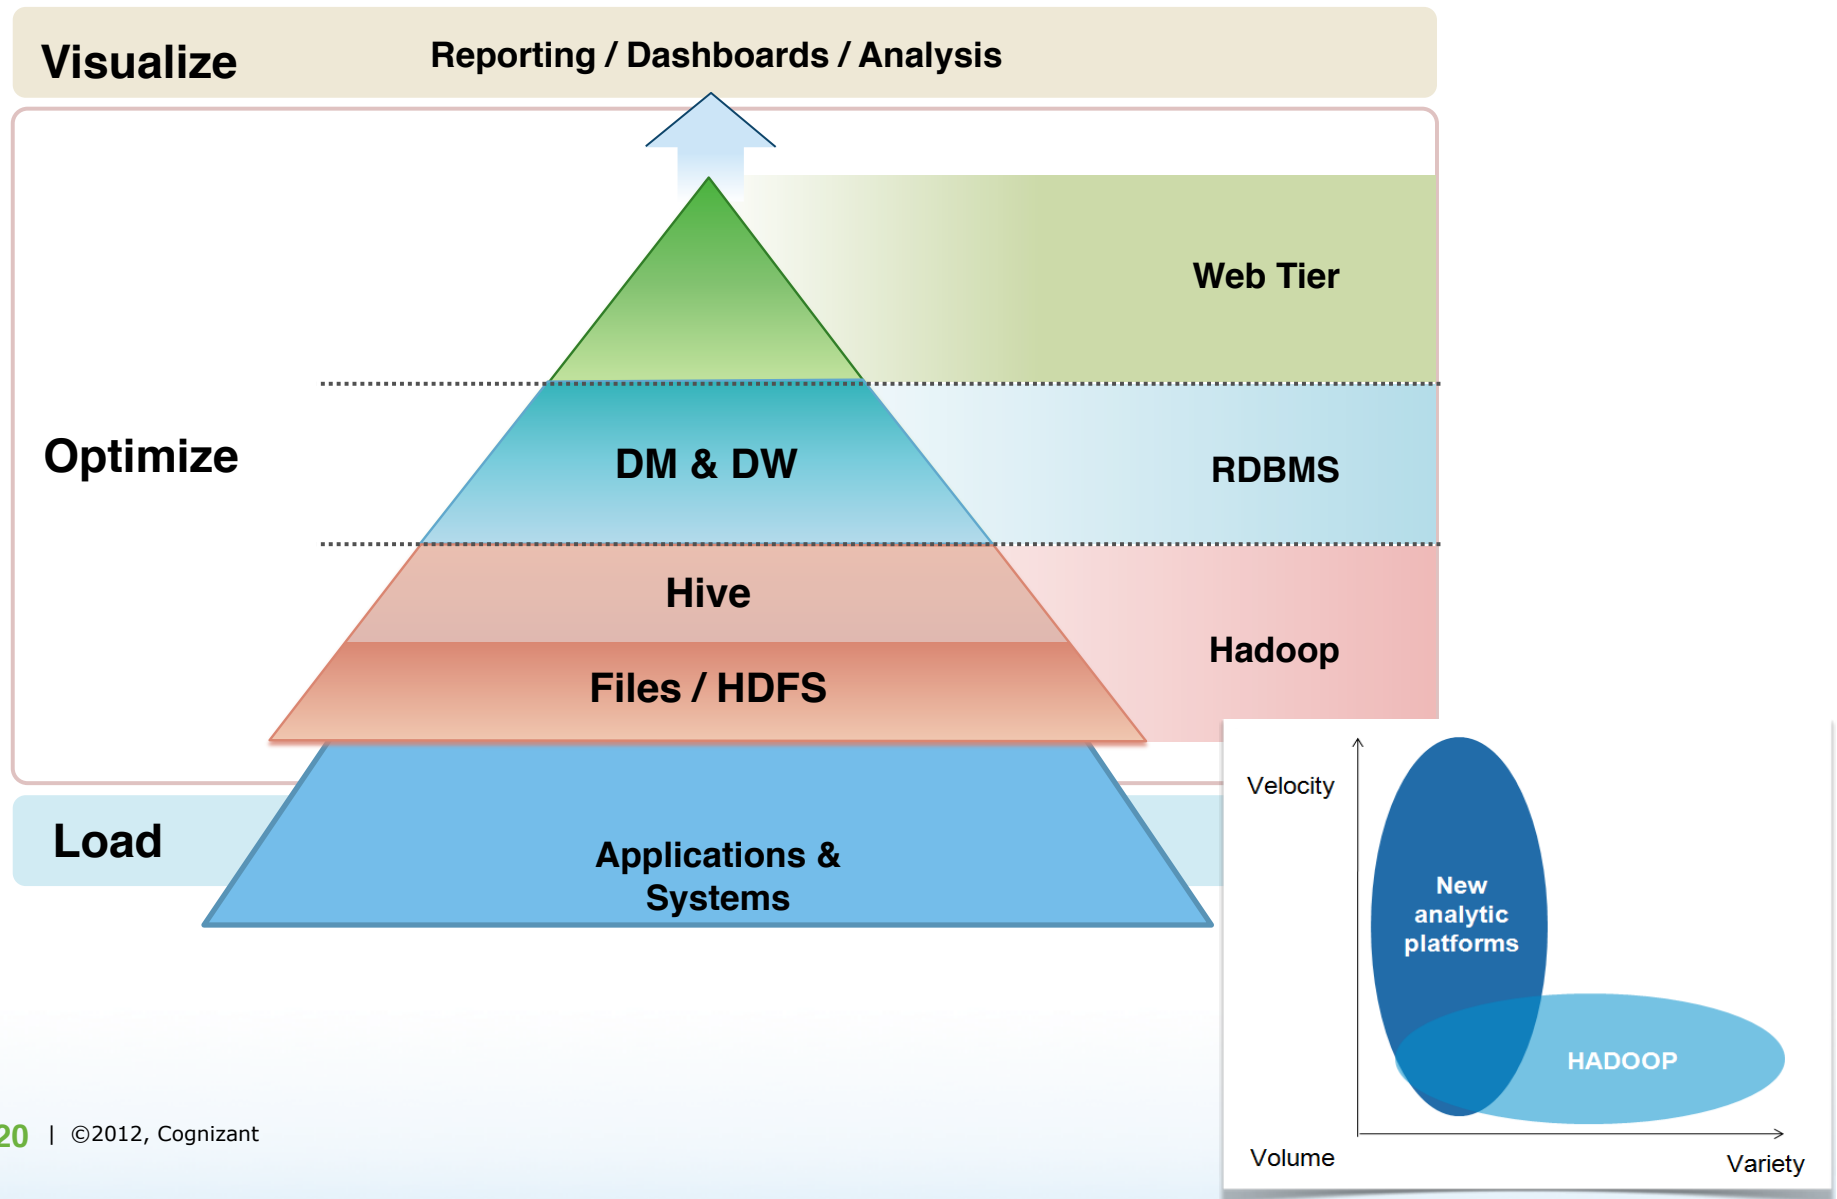 Visualize
Reporting / Dashboards / Analysis
Web Tier
Optimize
DM & DW
RDBMS
Hive
Hadoop
Files / HDFS
Load
Applications &
Systems
Velocity
New
analytic
platforms
HADOOP
Volume
Variety
20 | ©2012, Cognizant